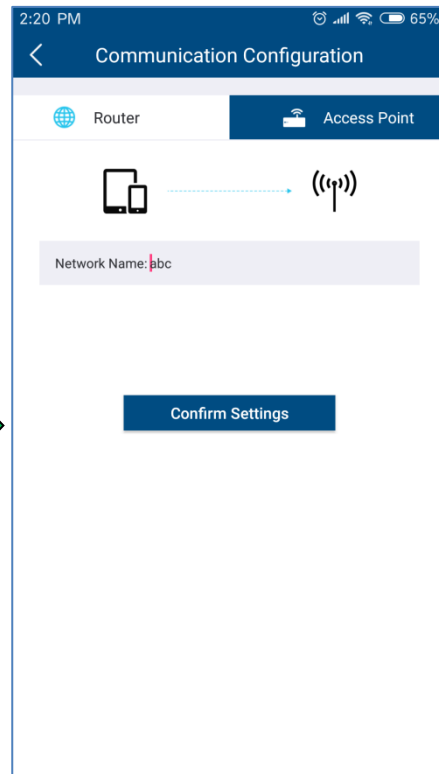 2:20 PM 65%
Communication Configuration
Router Access Point
Network Name: abc
Confirm Settings